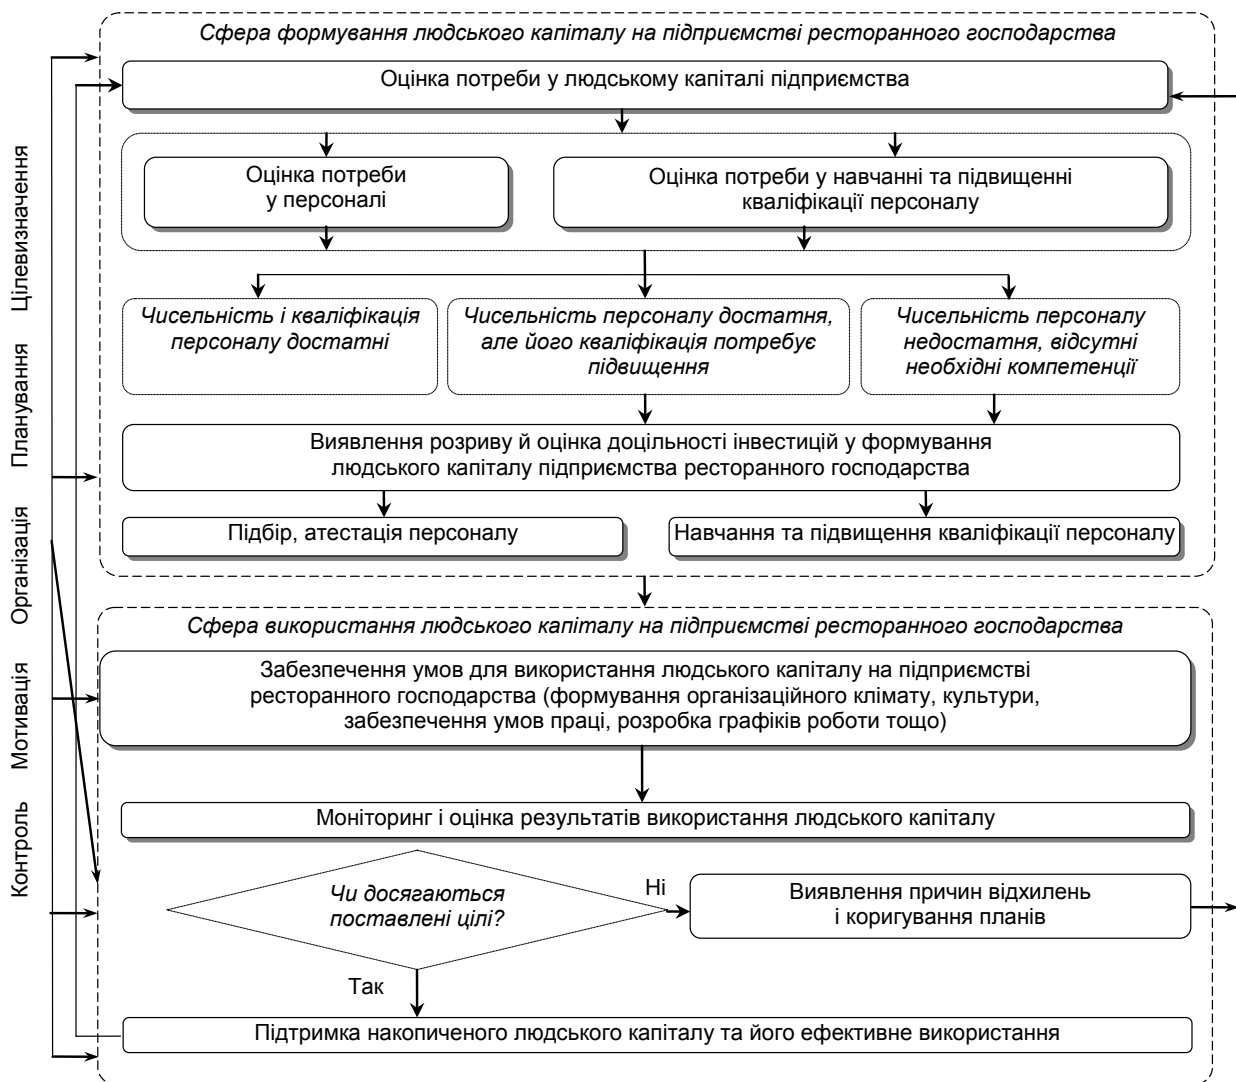 Сфера формування людського капіталу на підприємстві ресторанного господарства
Оцінка потреби у людському капіталі підприємства
Оцінка потреби
у персоналі
Оцінка потреби у навчанні та підвищенні
кваліфікації персоналу
Чисельність і кваліфікація
персоналу достатні
Чисельність персоналу достатня,
але його кваліфікація потребує
підвищення
Чисельність персоналу
недостатня, відсутні
необхідні компетенції
Виявлення розриву й оцінка доцільності інвестицій у формування
людського капіталу підприємства ресторанного господарства
Підбір, атестація персоналу
Навчання та підвищення кваліфікації персоналу
Сфера використання людського капіталу на підприємстві ресторанного господарства
Забезпечення умов для використання людського капіталу на підприємстві
ресторанного господарства (формування організаційного клімату, культури,
забезпечення умов праці, розробка графіків роботи тощо)
Моніторинг і оцінка результатів використання людського капіталу
Чи досягаються
поставлені цілі?
Ні
Виявлення причин відхилень
і коригування планів
Так
Підтримка накопиченого людського капіталу та його ефективне використання
Контроль Мотивація Організація Планування Цілевизначення